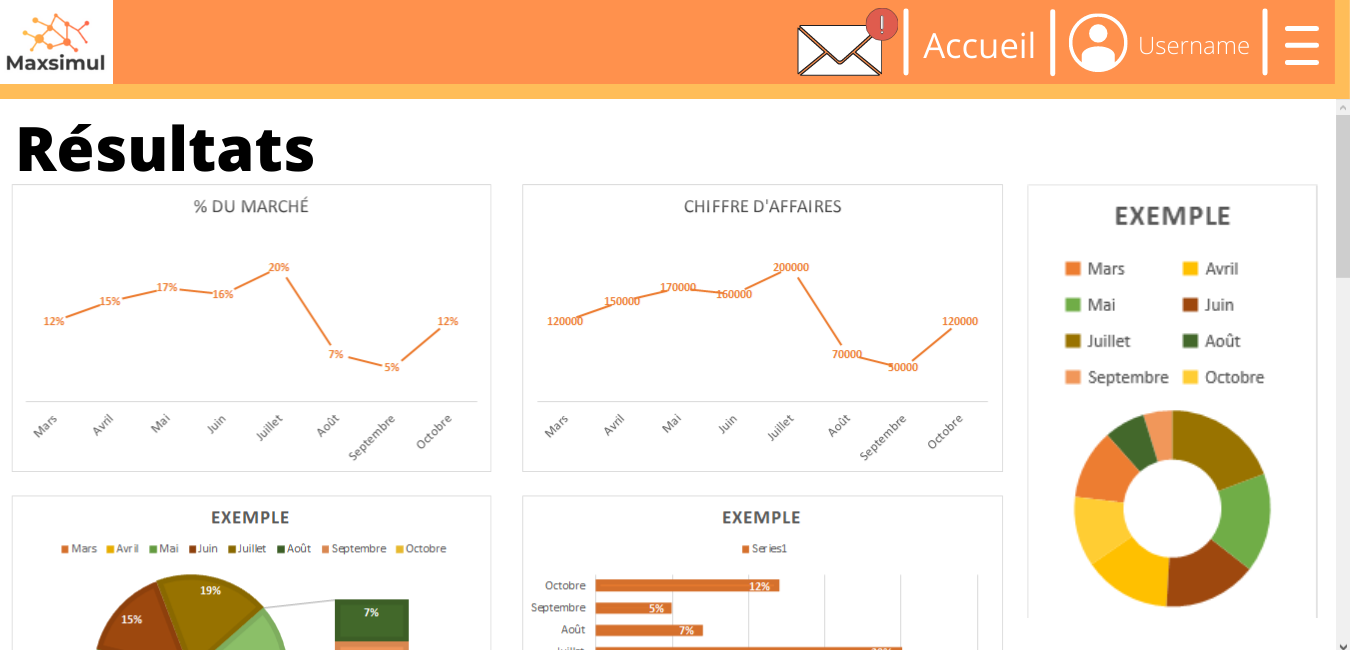 Maxsimul
!
Accueil
Username
Résultats
% DU MARCHÉ
12%
15%
17%
16%
20%
7%
5%
12%
Mars
Avril
Mai
Juin
Juillet
Août
Septembre
Octobre
CHIFFRE D'AFFAIRES
120000
150000
170000
160000
200000
70000
50000
120000
Mars
Avril
Mai
Juin
Juillet
Août
Septembre
Octobre
EXEMPLE
Mars Avril
Mai Juin
Juillet Août
Septembre Octobre
EXEMPLE
Mars Avril Mai Juin Juillet Août Septembre Octobre
19%
15%
7%
EXEMPLE
Series1
Octobre 12%
Septembre 5%
Août 7%